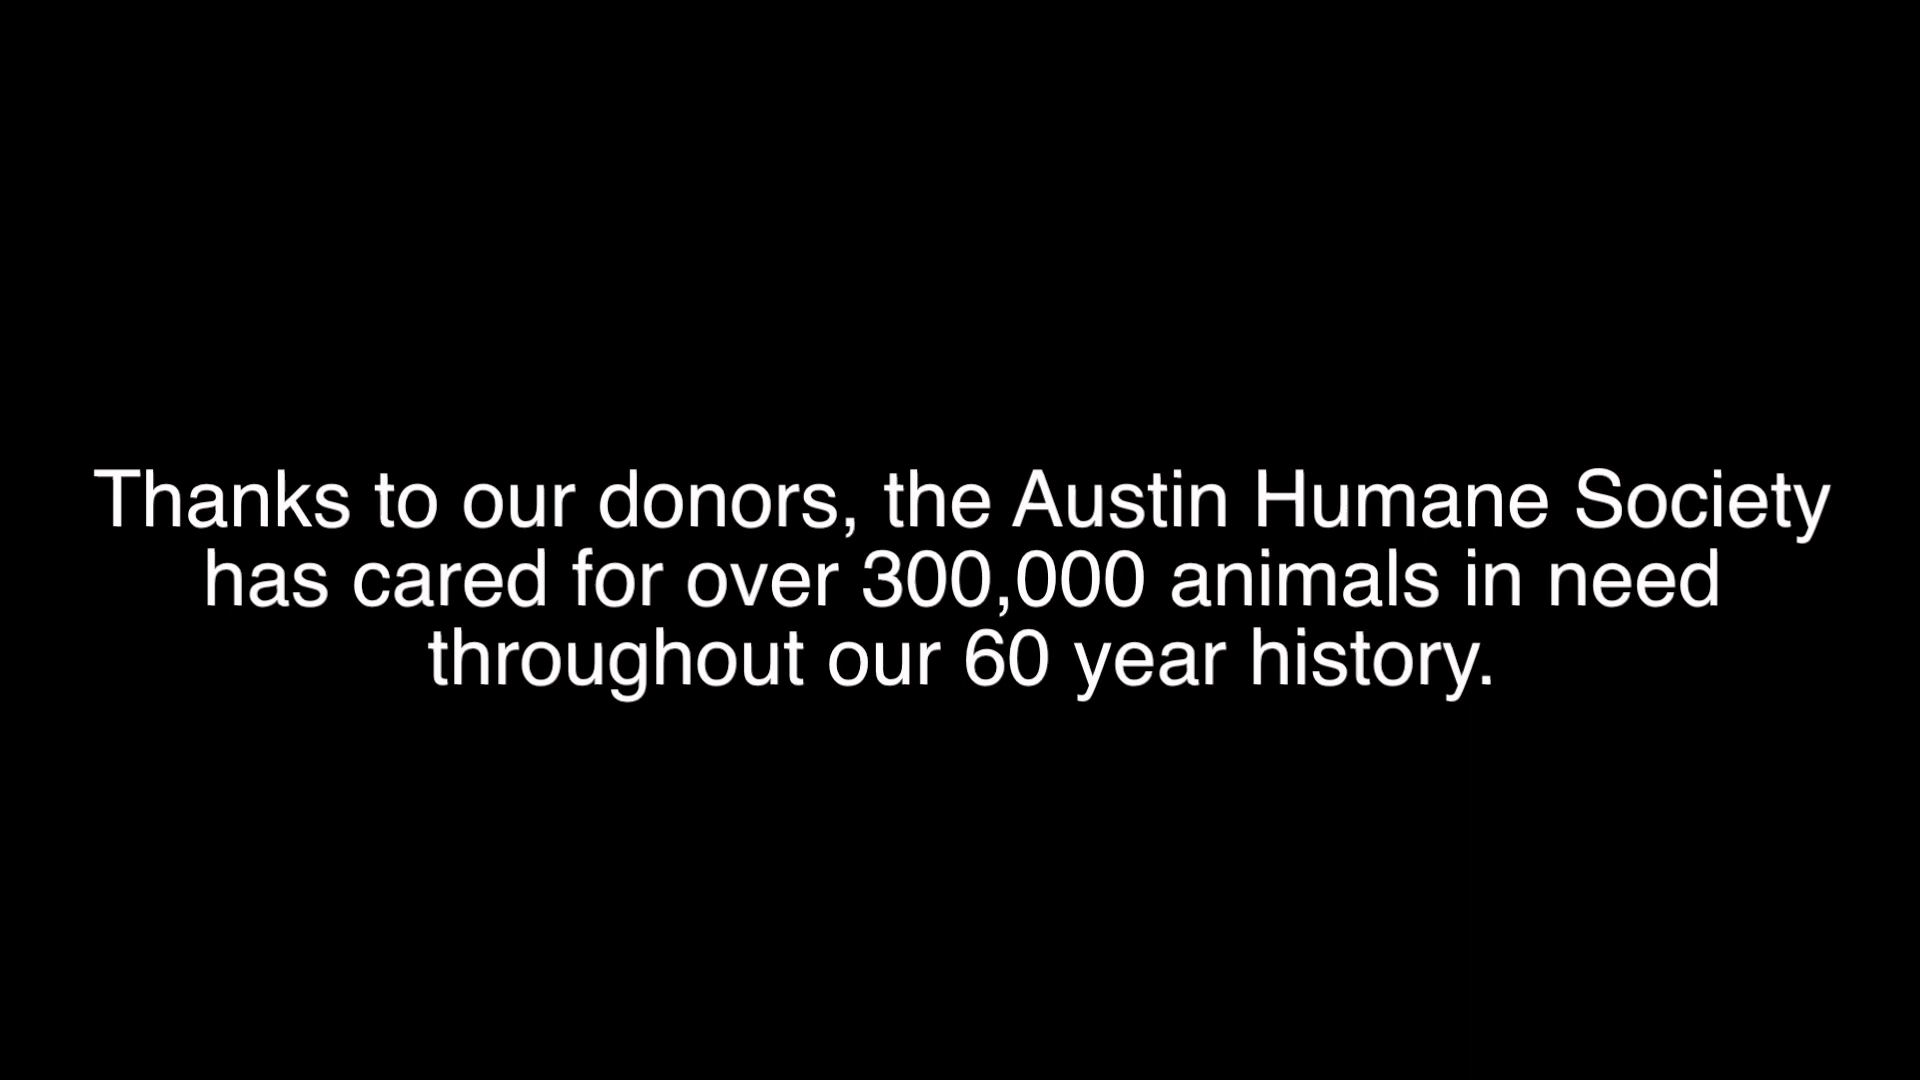 Thanks to our donors, the Austin Humane Society
has cared for over 300,000 animals in need
throughout our 60 year history.